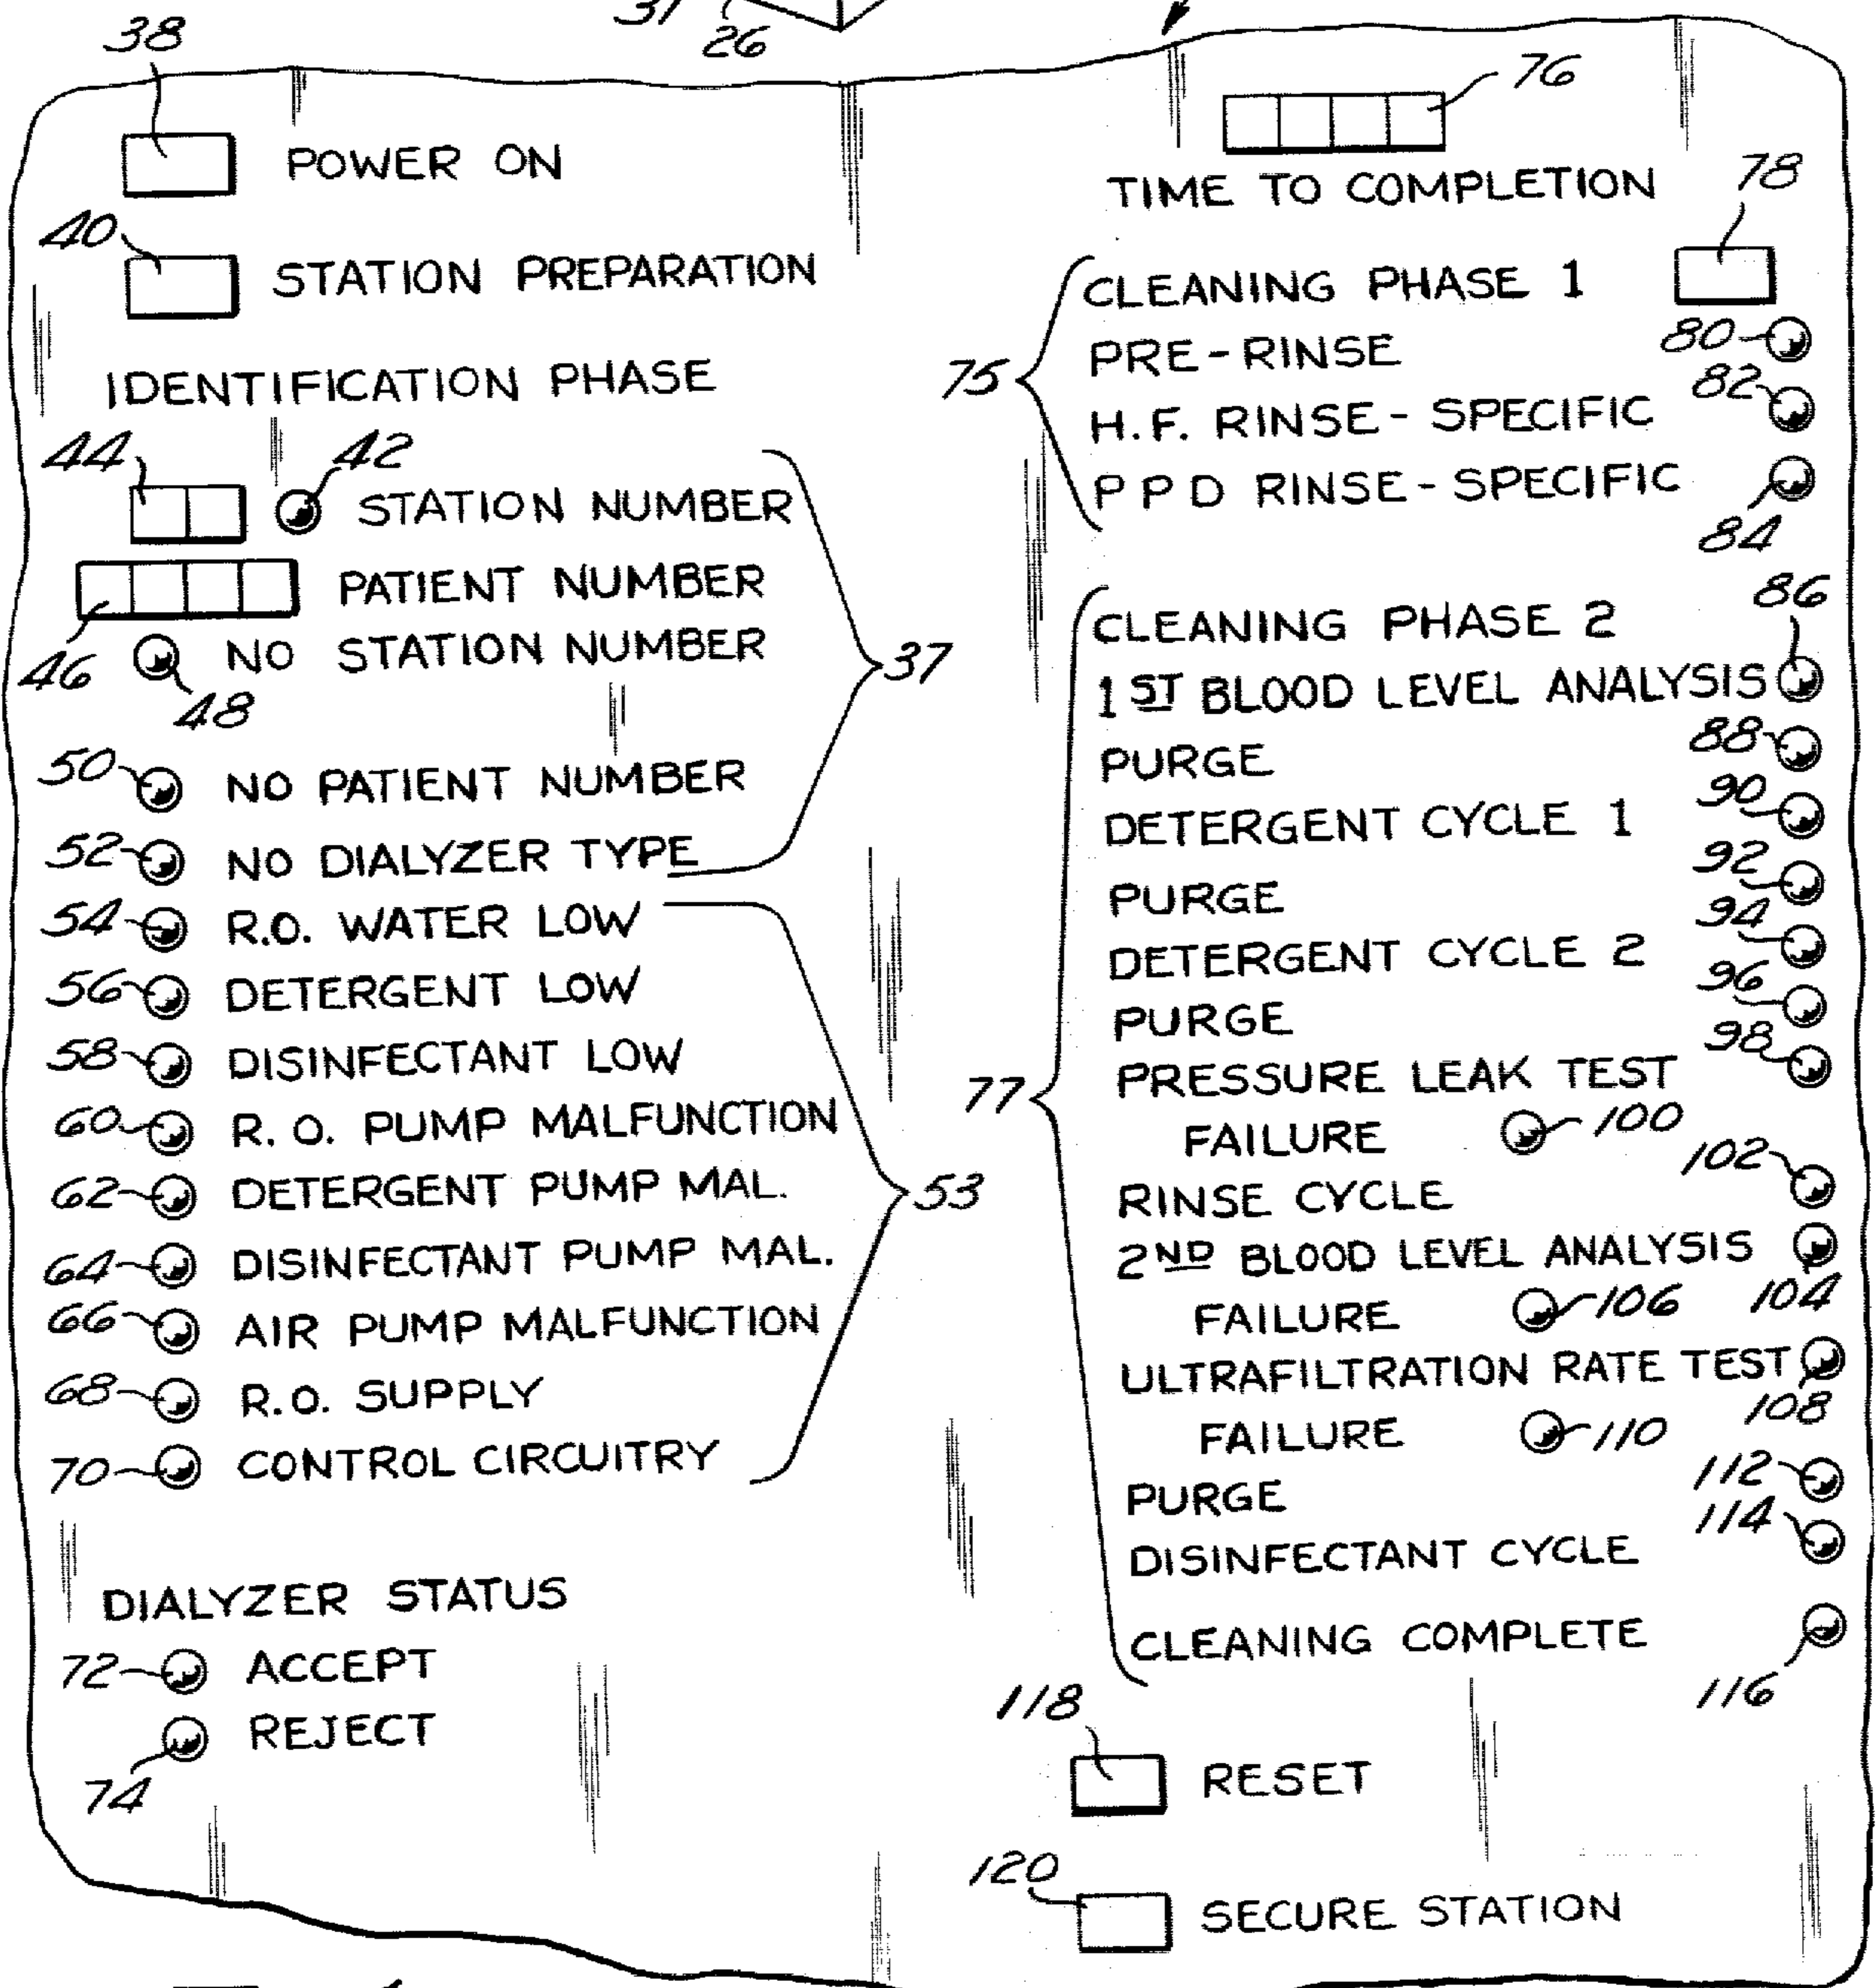 31
26
38
POWER ON
40
STATION PREPARATION
IDENTIFICATION PHASE
44
42
STATION NUMBER
PATIENT NUMBER
46
NO STATION NUMBER
48
37
50
NO PATIENT NUMBER
52
NO DIALYZER TYPE
54
R.O. WATER LOW
56
DETERGENT LOW
58
DISINFECTANT LOW
60
R.O. PUMP MALFUNCTION
62
DETERGENT PUMP MAL.
53
64
DISINFECTANT PUMP MAL.
66
AIR PUMP MALFUNCTION
68
R.O. SUPPLY
70
CONTROL CIRCUITRY
DIALYZER STATUS
72
ACCEPT
REJECT
74
76
TIME TO COMPLETION
78
75
CLEANING PHASE 1
PRE-RINSE
80
H.F. RINSE-SPECIFIC
82
PPD RINSE-SPECIFIC
84
77
CLEANING PHASE 2
86
1ST BLOOD LEVEL ANALYSIS
PURGE
88
DETERGENT CYCLE 1
90
PURGE
92
DETERGENT CYCLE 2
94
PURGE
96
PRESSURE LEAK TEST
98
FAILURE
100
RINSE CYCLE
102
2ND BLOOD LEVEL ANALYSIS
104
FAILURE
106
ULTRAFILTRATION RATE TEST
108
FAILURE
110
PURGE
112
DISINFECTANT CYCLE
114
CLEANING COMPLETE
116
118
RESET
120
SECURE STATION